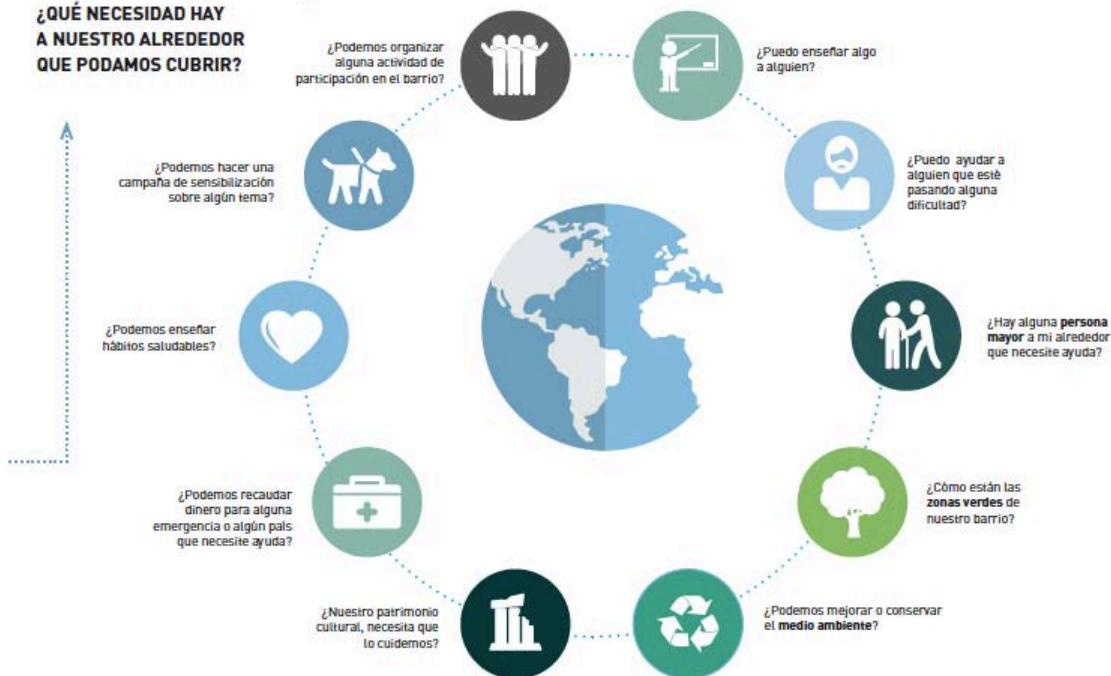 ¿QUÉ NECESIDAD HAY
A NUESTRO ALREDEDOR
QUE PODAMOS CUBRIR?
¿Podemos organizar
alguna actividad de
participación en el barrio?
¿Puedo enseñar algo
a alguien?
¿Puedo ayudar a
alguien que esté
pasando alguna
dificultad?
¿Hay alguna persona
mayor a mi alrededor
que necesite ayuda?
¿Cómo están las
zonas verdes de
nuestro barrio?
¿Podemos mejorar o conservar
el medio ambiente?
¿Nuestro patrimonio
cultural, necesita que
lo cuidemos?
¿Podemos recaudar
dinero para alguna
emergencia o algún país
que necesite ayuda?
¿Podemos enseñar
hábitos saludables?
¿Podemos hacer una
campaña de sensibilización
sobre algún tema?